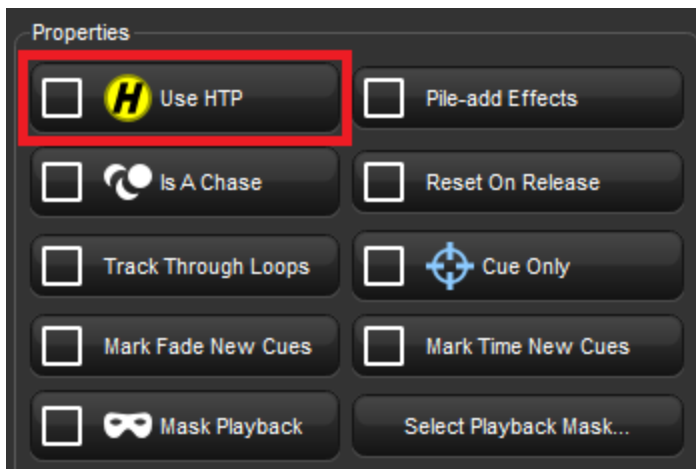 Properties
H Use HTP
Pile-add Effects
Is A Chase
Reset On Release
Track Through Loops
Cue Only
Mark Fade New Cues
Mark Time New Cues
Mask Playback
Select Playback Mask...